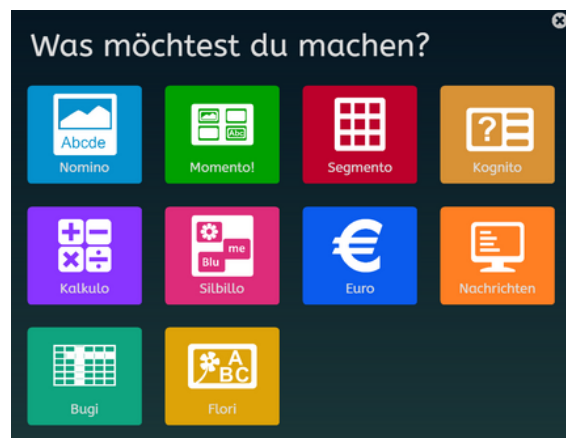 Was möchtest du machen?
Abcde
Nomino
Abc
Momento!
Segmento
?
Kognito
+ −
× ÷
Kalkulo
me
Blu
Silbillo
€
Euro
Nachrichten
Bugi
A
BC
Flori